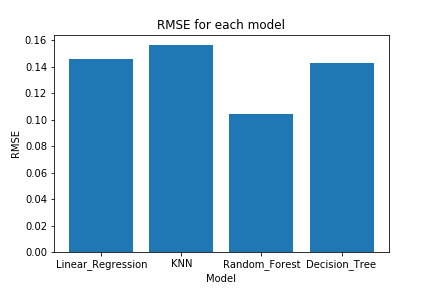 RMSE for each model
0.16
0.14
0.12
0.10
0.08
0.06
0.04
0.02
0.00
RMSE
Linear_Regression KNN Random_Forest Decision_Tree
Model